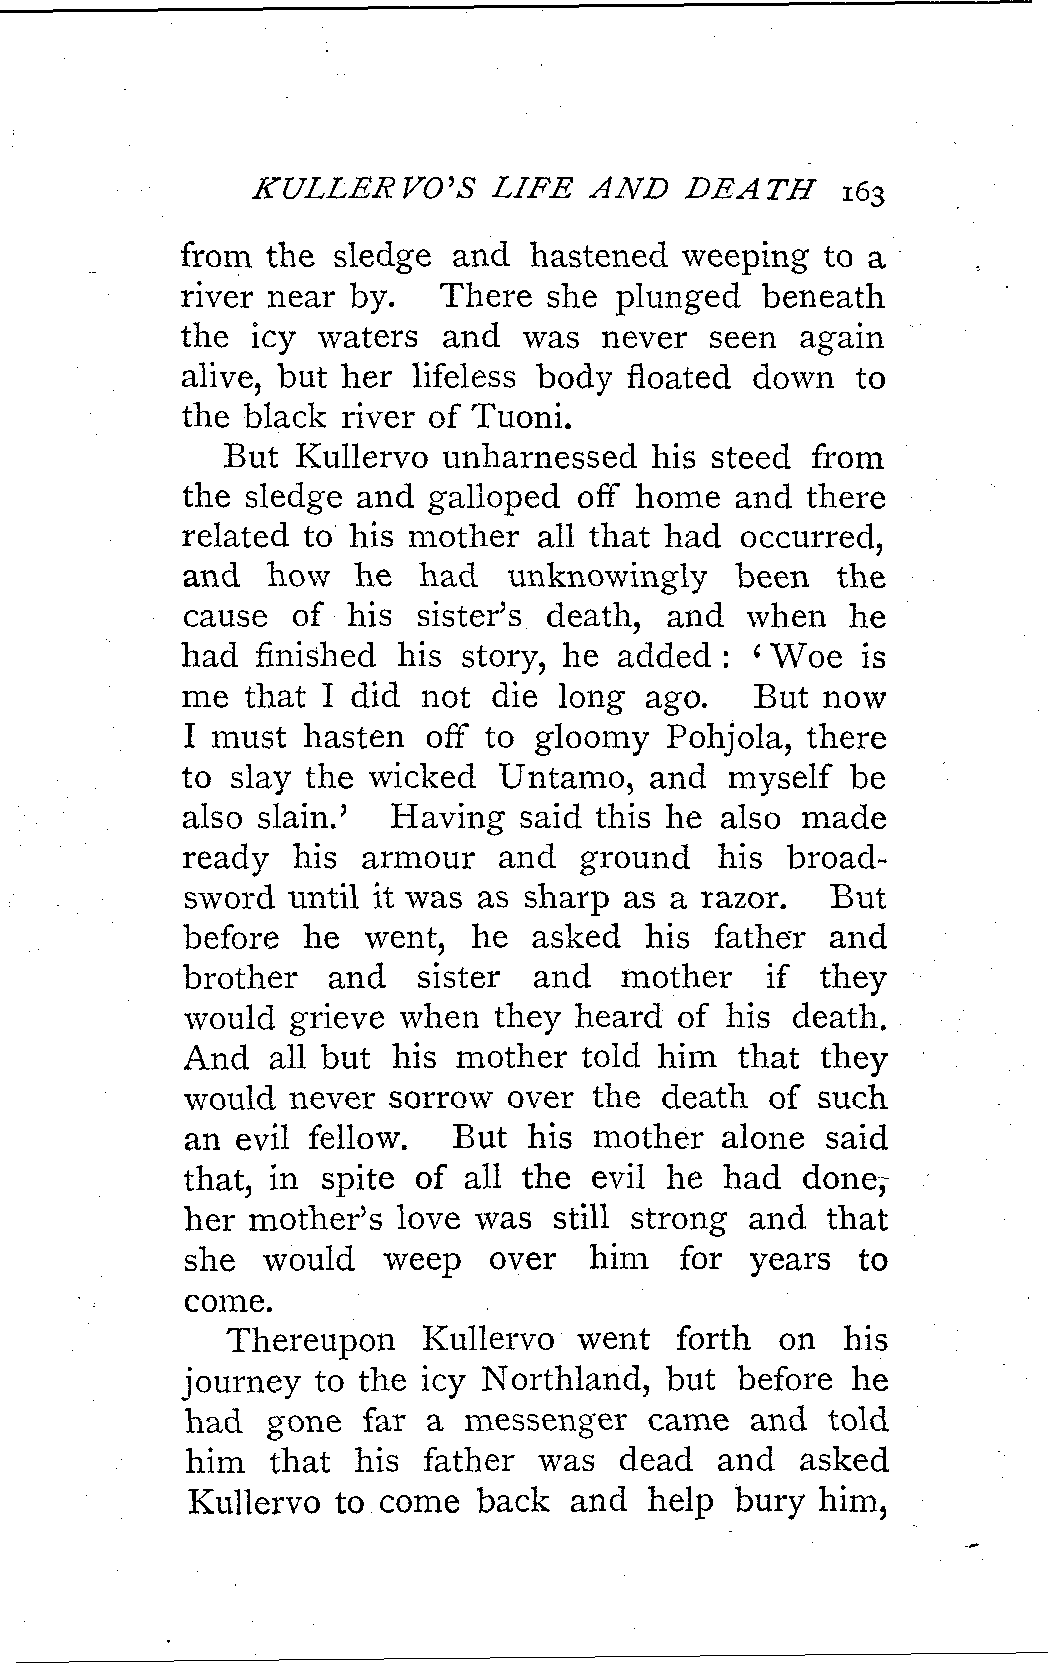 KULLERVO'S LIFE AND DEATH 163
from the sledge and hastened weeping to a
river near by. There she plunged beneath
the icy waters and was never seen again
alive, but her lifeless body floated down to
the black river of Tuoni.
But Kullervo unharnessed his steed from
the sledge and galloped off home and there
related to his mother all that had occurred,
and how he had unknowingly been the
cause of his sister's death, and when he
had finished his story, he added : ‘Woe is
me that I did not die long ago. But now
I must hasten off to gloomy Pohjola, there
to slay the wicked Untamo, and myself be
also slain.’ Having said this he also made
ready his armour and ground his broad-
sword until it was as sharp as a razor. But
before he went, he asked his father and
brother and sister and mother if they
would grieve when they heard of his death.
And all but his mother told him that they
would never sorrow over the death of such
an evil fellow. But his mother alone said
that, in spite of all the evil he had done,
her mother's love was still strong and that
she would weep over him for years to
come.
Thereupon Kullervo went forth on his
journey to the icy Northland, but before he
had gone far a messenger came and told
him that his father was dead and asked
Kullervo to come back and help bury him,